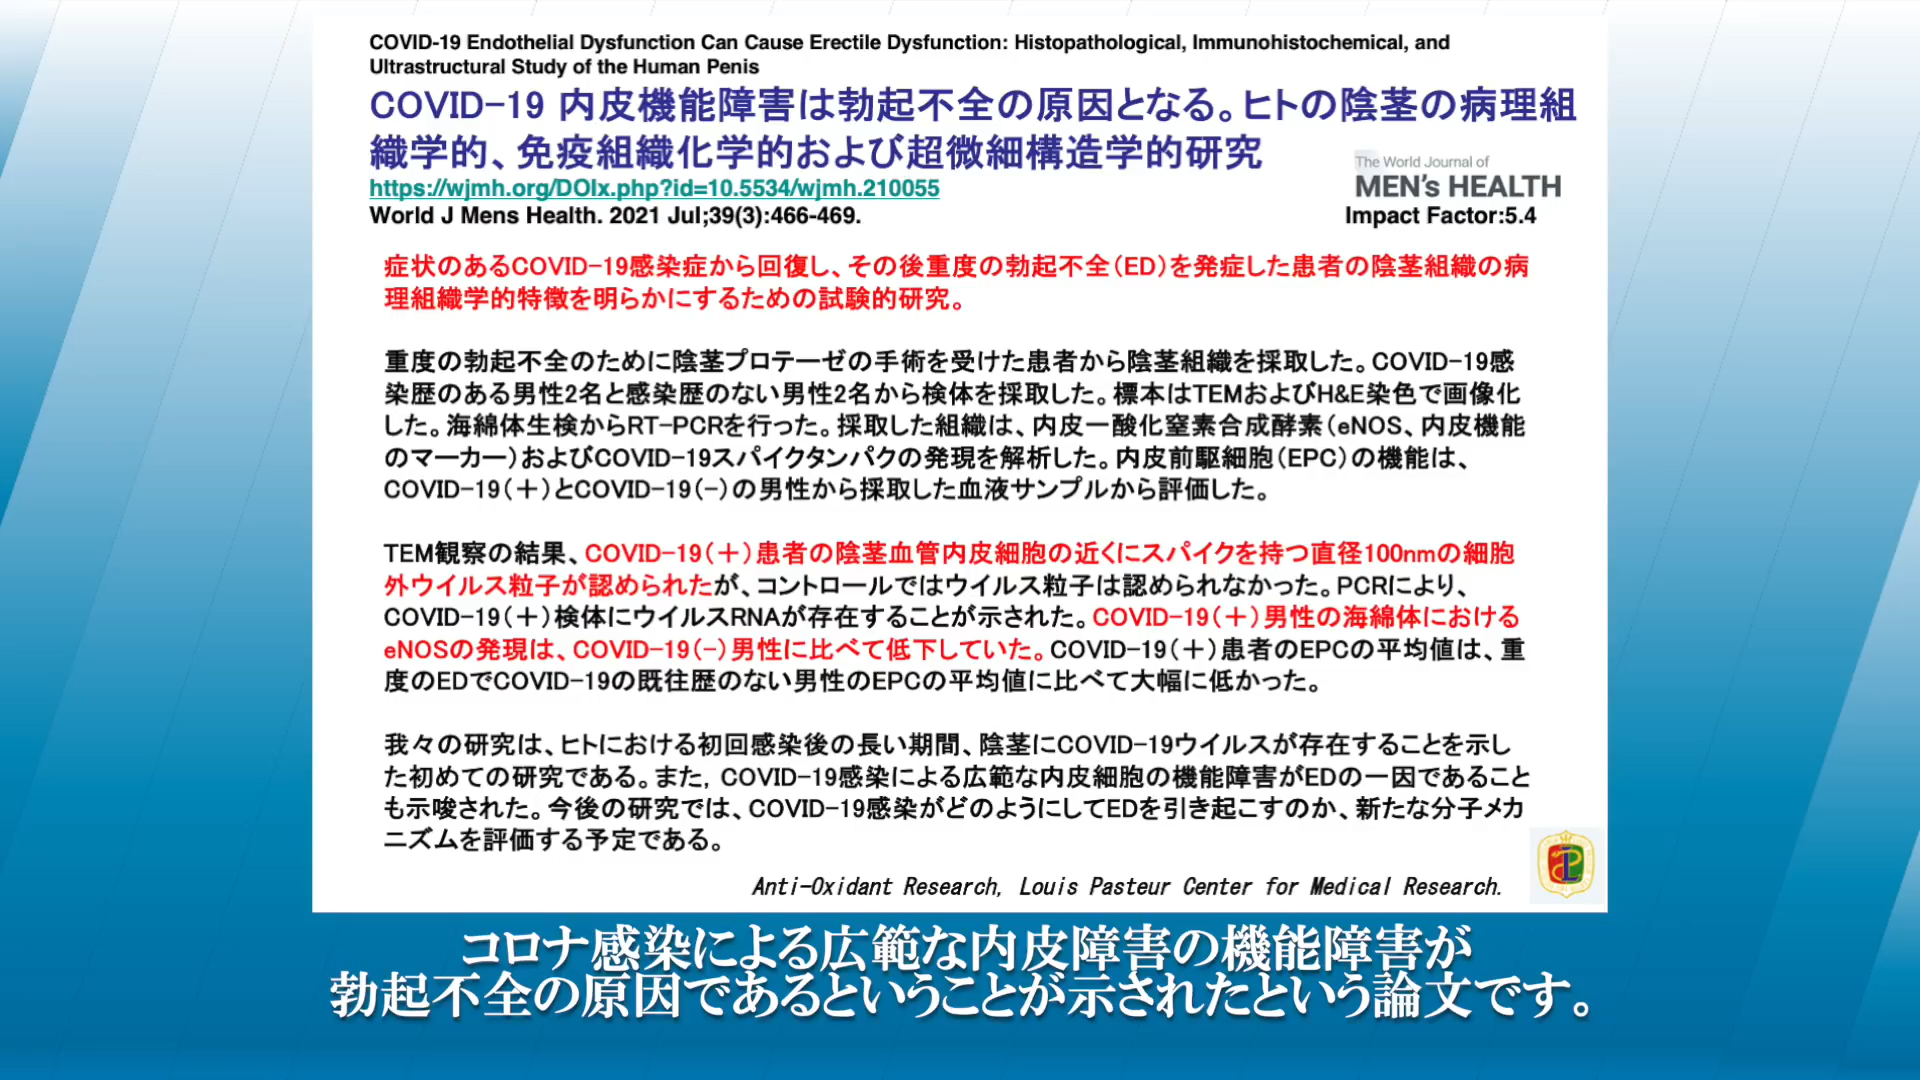 COVID-19 Endothelial Dysfunction Can Cause Erectile Dysfunction: Histopathological, Immunohistochemical, and
Ultrastructural Study of the Human Penis
COVID-19 内皮機能障害は勃起不全の原因となる。ヒトの陰茎の病理組
織学的、免疫組織化学的および超微細構造学的研究
https://wjmh.org/DOIx.php?id=10.5534/wjmh.210055
World J Mens Health. 2021 Jul;39(3):466-469.
The World Journal of
MEN's HEALTH
Impact Factor:5.4
症状のあるCOVID-19感染症から回復し、その後重度の勃起不全(ED)を発症した患者の陰茎組織の病
理組織学的特徴を明らかにするための試験的研究。
重度の勃起不全のために陰茎プロテーゼの手術を受けた患者から陰茎組織を採取した。COVID-19感
染歴のある男性2名と感染歴のない男性2名から検体を採取した。標本はTEMおよびH&E染色で画像化
した。海綿体生検からRT-PCRを行った。採取した組織は、内皮一酸化窒素合成酵素(eNOS、内皮機能
のマーカー)およびCOVID-19スパイクタンパクの発現を解析した。内皮前駆細胞(EPC)の機能は、
COVID-19(+)とCOVID-19(-)の男性から採取した血液サンプルから評価した。
TEM観察の結果、COVID-19(+)患者の陰茎血管内皮細胞の近くにスパイクを持つ直径100nmの細胞
外ウイルス粒子が認められたが、コントロールではウイルス粒子は認められなかった。PCRにより、
COVID-19(+)検体にウイルスRNAが存在することが示された。COVID-19(+)男性の海綿体における
eNOSの発現は、COVID-19(-)男性に比べて低下していた。COVID-19(+)患者のEPCの平均値は、重
度のEDでCOVID-19の既往歴のない男性のEPCの平均値に比べて大幅に低かった。
我々の研究は、ヒトにおける初回感染後の長い期間、陰茎にCOVID-19ウイルスが存在することを示し
た初めての研究である。また, COVID-19感染による広範な内皮細胞の機能障害がEDの一因であること
も示唆された。今後の研究では、COVID-19感染がどのようにしてEDを引き起こすのか、新たな分子メカ
ニズムを評価する予定である。
Anti-Oxidant Research, Louis Pasteur Center for Medical Research.
コロナ感染による広範な内皮障害の機能障害が
勃起不全の原因であるということが示されたという論文です。